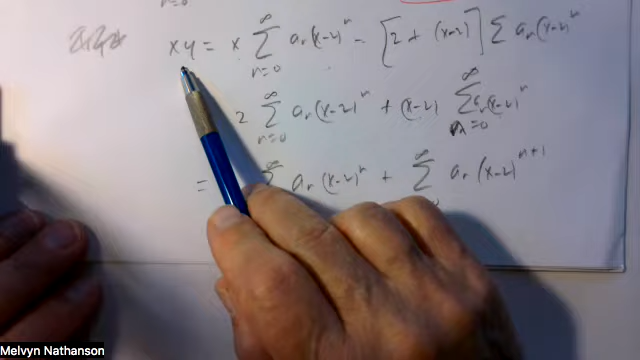 n=0
xy = x ∑_{n=0}^{∞} a_n (x-2)^n = [2 + (x-2)] ∑ a_n (x-2)^n
2 ∑_{n=0}^{∞} a_n (x-2)^n + (x-2) ∑_{n=0}^{∞} a_n (x-2)^n
= ∑^{∞} a_n (x-2)^n + ∑^{∞} a_n (x-2)^{n+1}
Melvyn Nathanson